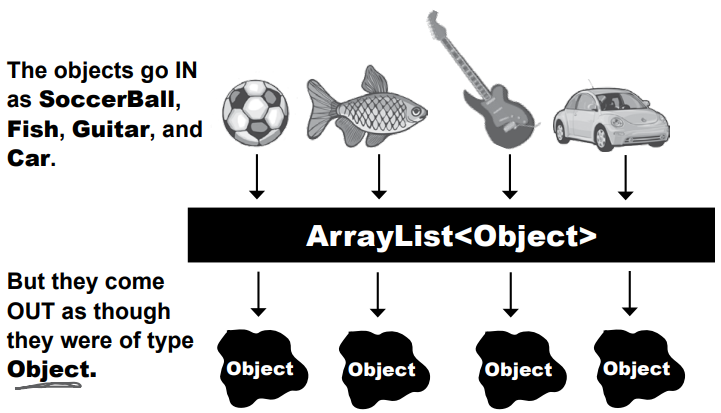 The objects go IN
as SoccerBall,
Fish, Guitar, and
Car.
ArrayList<Object>
But they come
OUT as though
they were of type
Object.
Object
Object
Object
Object